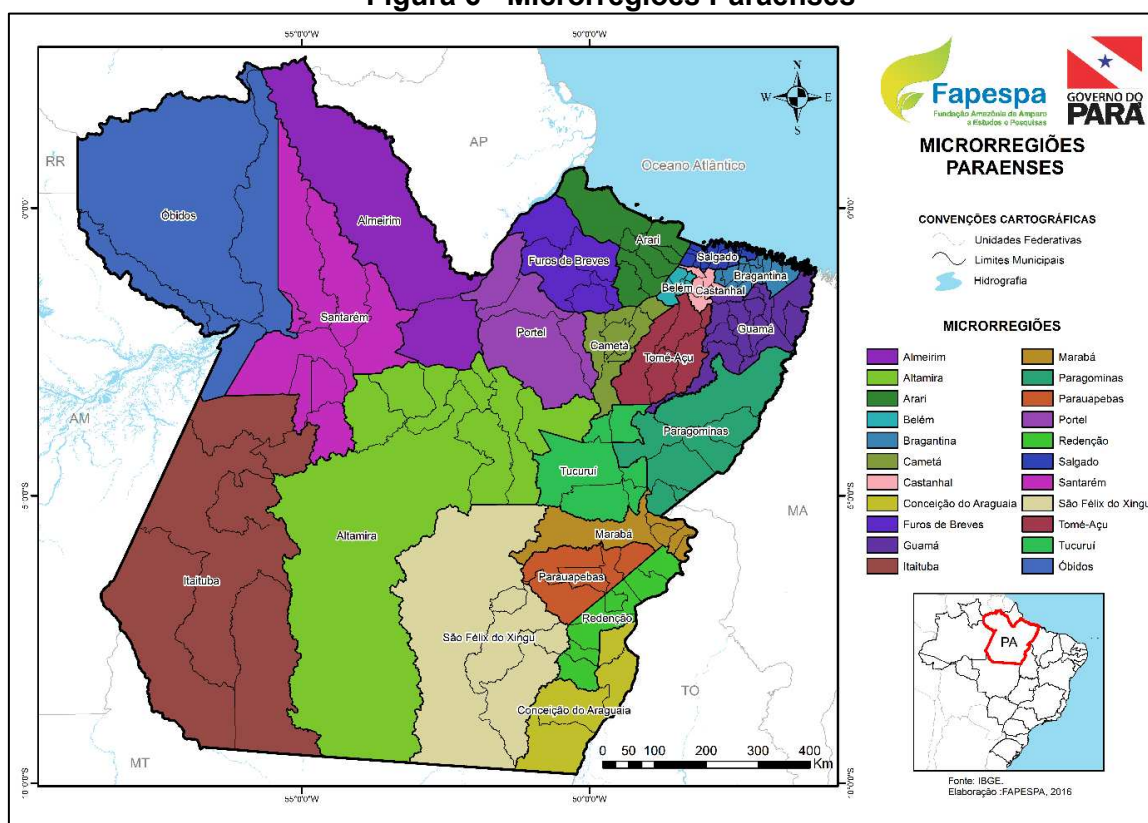 Figura - Microrregiões Paraenses
55°0'0"W
50°0'0"W
N
W
E
S
RR
AP
Oceano Atlântico
Óbidos
Almeirim
Arari
Furos de Breves
Salgado
Bragantina
Belém
Castanhal
Santarém
Portel
Cametá
Guamá
Tomé-Açu
AM
Paragominas
Tucuruí
MA
Altamira
Marabá
Parauapebas
Itaituba
Redenção
São Félix do Xingu
TO
Conceição do Araguaia
MT
0 50 100 200 300 400
Km
55°0'0"W
50°0'0"W
Fapespa
Fundação Amazônia de Amparo
a Estudos e Pesquisas
GOVERNO DO
PARÁ
MICRORREGIÕES
PARAENSES
CONVENÇÕES CARTOGRÁFICAS
Unidades Federativas
Limites Municipais
Hidrografia
MICRORREGIÕES
Almeirim
Altamira
Arari
Belém
Bragantina
Cametá
Castanhal
Conceição do Araguaia
Furos de Breves
Guamá
Itaituba
Marabá
Paragominas
Parauapebas
Portel
Redenção
Salgado
Santarém
São Félix do Xingu
Tomé-Açu
Tucuruí
Óbidos
PA
Fonte: IBGE.
Elaboração :FAPESPA, 2016